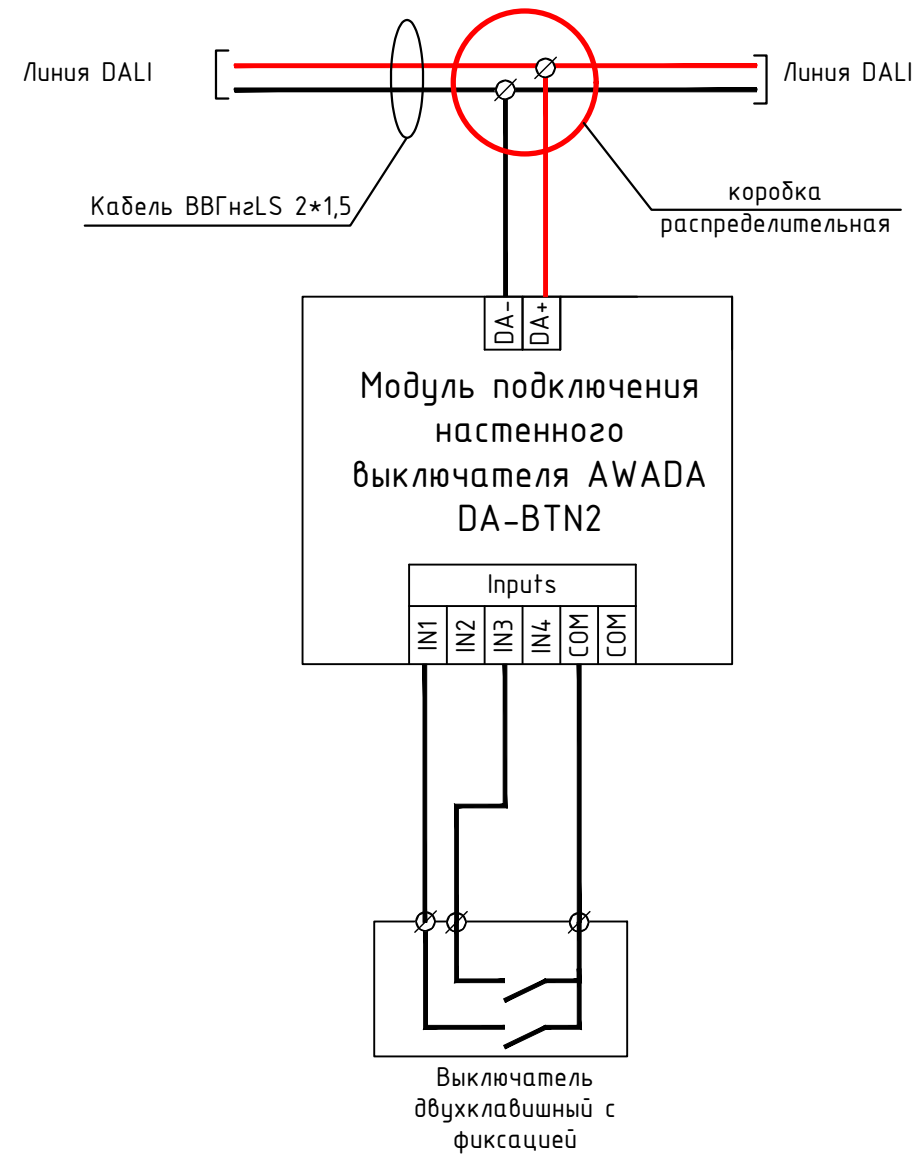 Линия DALI
Линия DALI
Кабель ВВГнгLS 2*1,5
коробка
распределительная
DA-
DA+
Модуль подключения
настенного
выключателя AWADA
DA-BTN2
Inputs
IN1
IN2
IN3
IN4
COM
COM
Выключатель
двухклавишный с
фиксацией